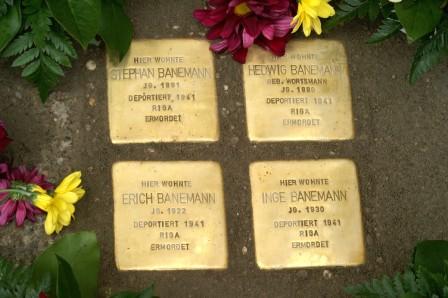 HIER WOHNTE
STEPHAN BANEMANN
JG. 1891
DEPORTIERT 1941
RIGA
ERMORDET
HIER WOHNTE
HEDWIG BANEMANN
GEB. WORTSMANN
JG. 1890
DEPORTIERT 1941
RIGA
ERMORDET
HIER WOHNTE
ERICH BANEMANN
JG. 1922
DEPORTIERT 1941
RIGA
ERMORDET
HIER WOHNTE
INGE BANEMANN
JG. 1930
DEPORTIERT 1941
RIGA
ERMORDET